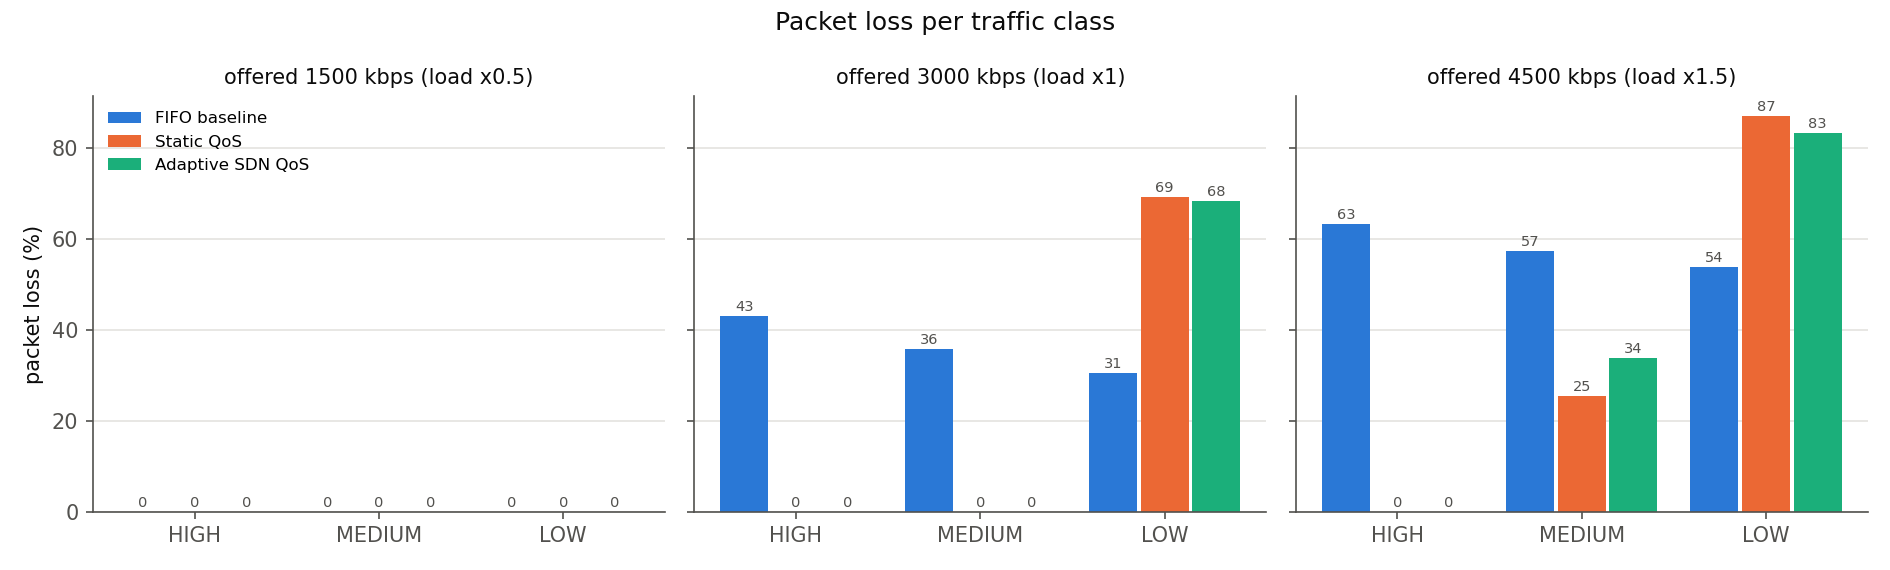 Packet loss per traffic class
offered 1500 kbps (load x0.5)
offered 3000 kbps (load x1)
offered 4500 kbps (load x1.5)
FIFO baseline
Static QoS
Adaptive SDN QoS
packet loss (%)
80
60
40
20
0
0 0 0 0 0 0 0 0 0
HIGH MEDIUM LOW
43 0 0 36 0 0 31 69 68
HIGH MEDIUM LOW
63 0 0 57 25 34 54 87 83
HIGH MEDIUM LOW